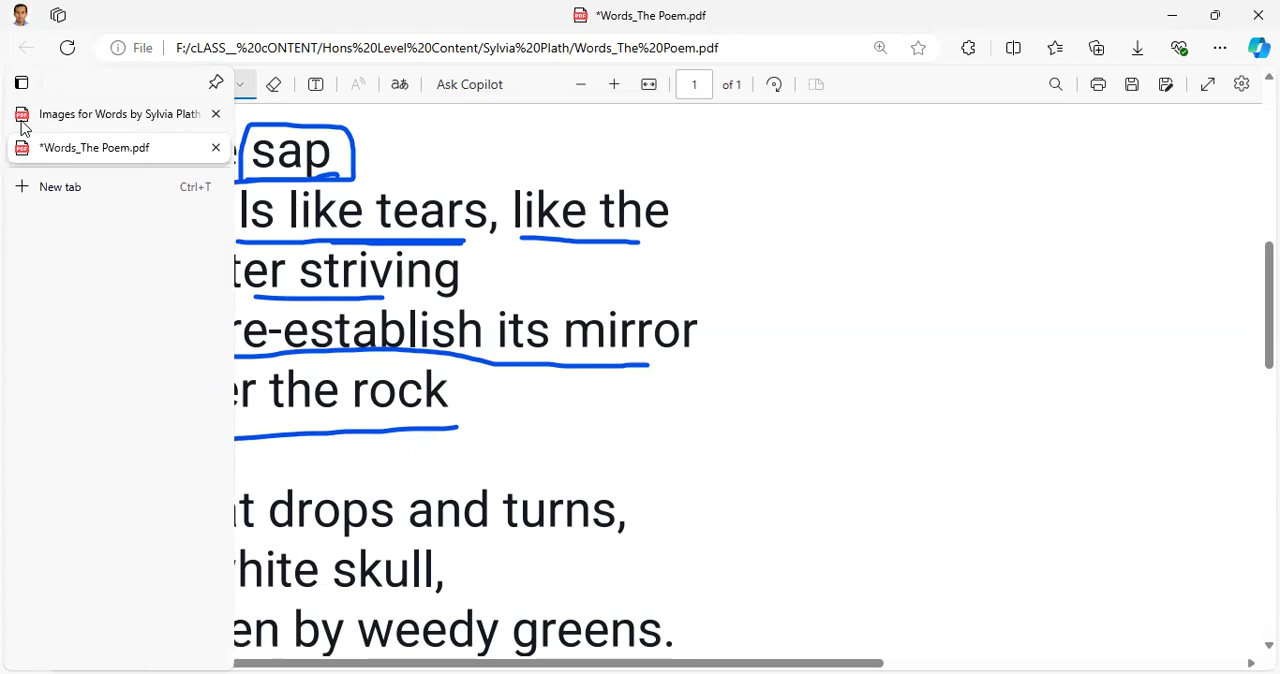 *Words_The Poem.pdf
File
F:/cLASS__%20cONTENT/Hons%20Level%20Content/Sylvia%20Plath/Words_The%20Poem.pdf
Ask Copilot
1
of 1
Images for Words by Sylvia Plath
*Words_The Poem.pdf
New tab
Ctrl+T
sap
ls like tears, like the
ter striving
re-establish its mirror
er the rock
at drops and turns,
hite skull,
en by weedy greens.